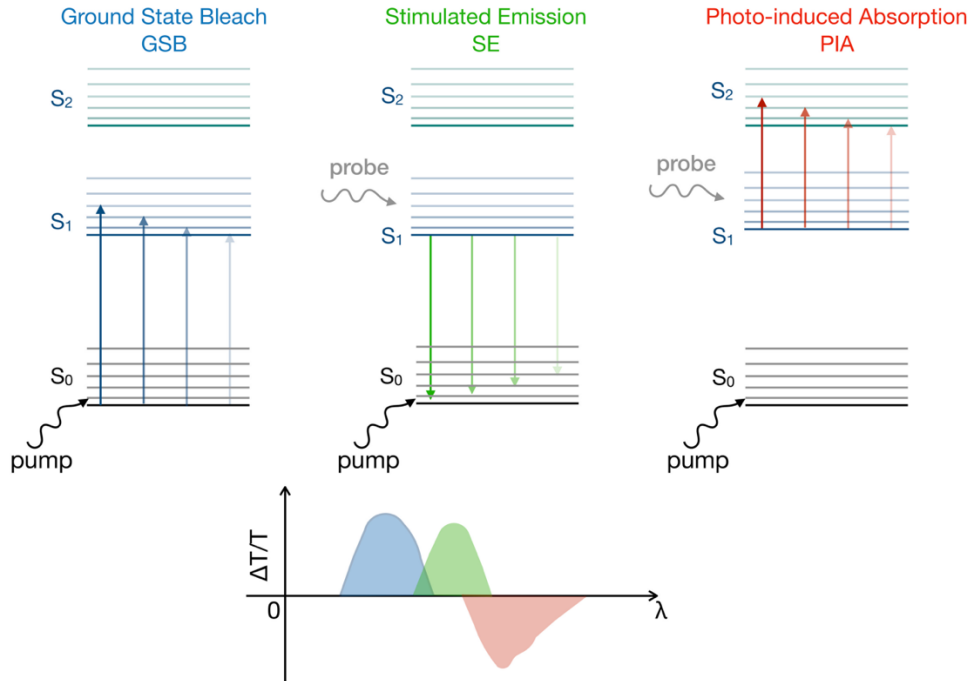 Ground State Bleach
GSB
Stimulated Emission
SE
Photo-induced Absorption
PIA
S₂
S₁
S₀
pump
S₂
probe
S₁
S₀
pump
S₂
probe
S₁
S₀
pump
ΔT/T
0
λ